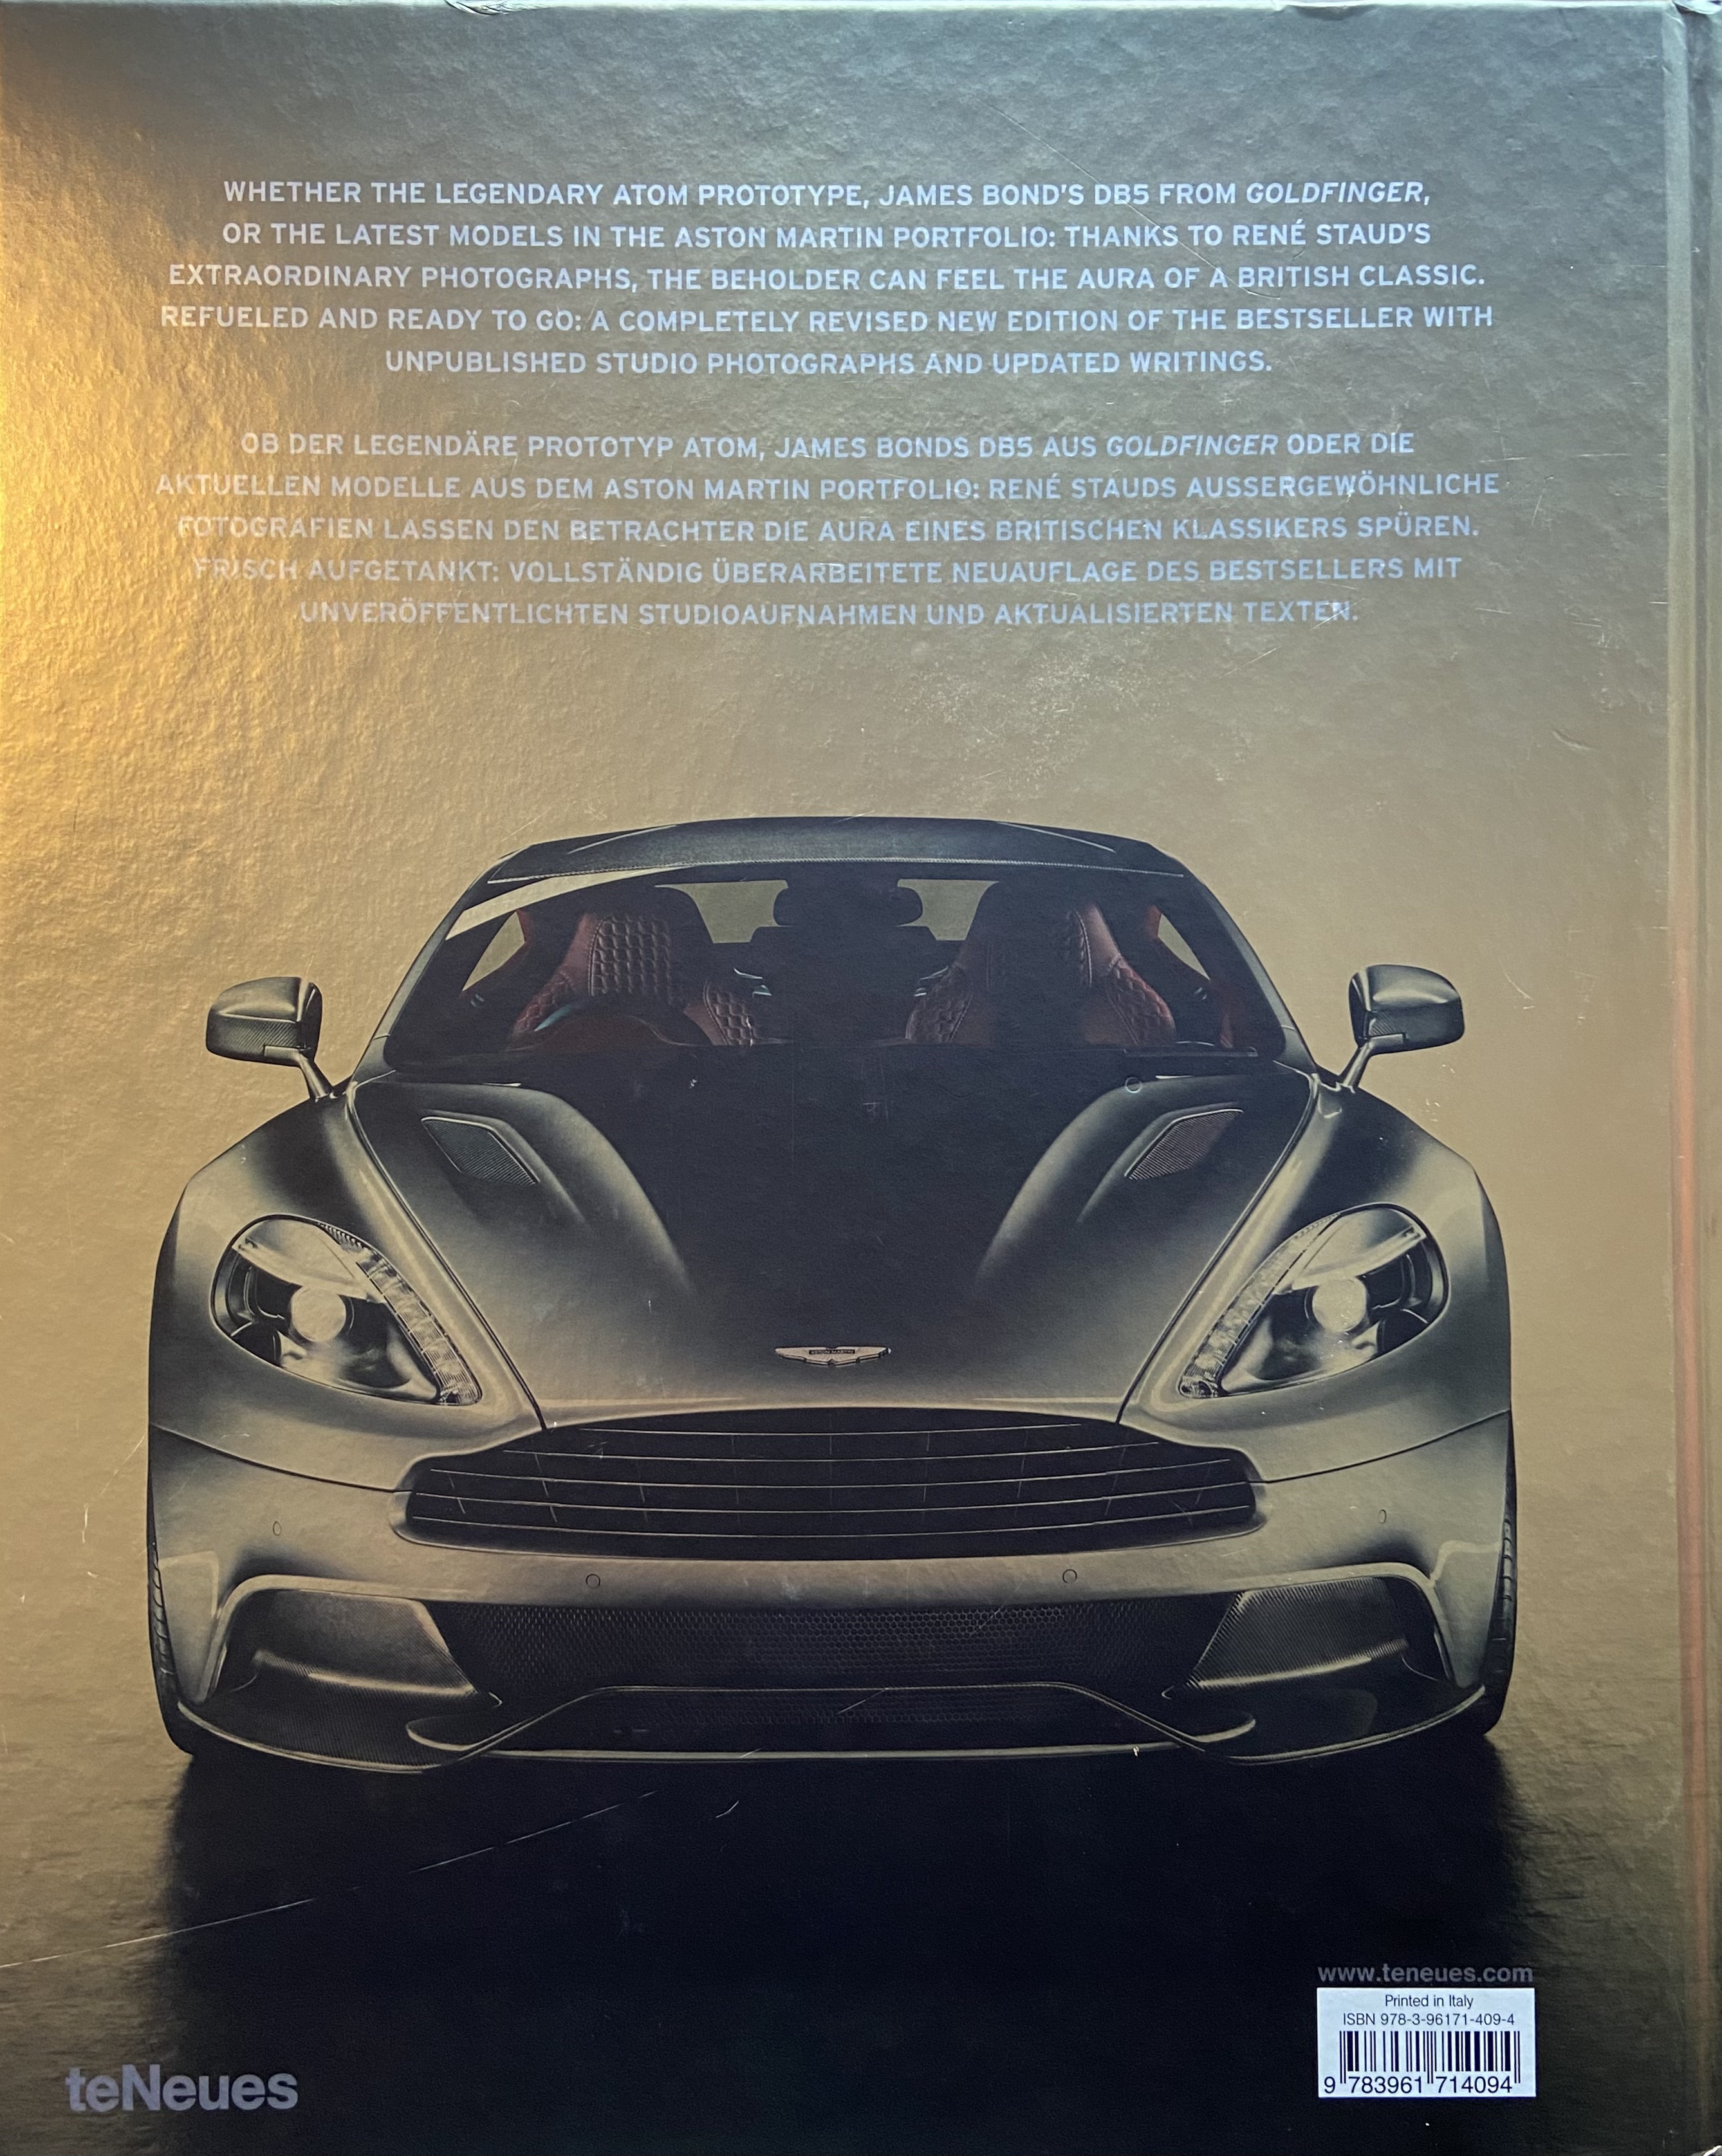 WHETHER THE LEGENDARY ATOM PROTOTYPE, JAMES BOND'S DB5 FROM GOLDFINGER,
OR THE LATEST MODELS IN THE ASTON MARTIN PORTFOLIO: THANKS TO RENÉ STAUD'S
EXTRAORDINARY PHOTOGRAPHS, THE BEHOLDER CAN FEEL THE AURA OF A BRITISH CLASSIC.
REFUELED AND READY TO GO: A COMPLETELY REVISED NEW EDITION OF THE BESTSELLER WITH
UNPUBLISHED STUDIO PHOTOGRAPHS AND UPDATED WRITINGS.
OB DER LEGENDÄRE PROTOTYP ATOM, JAMES BONDS DB5 AUS GOLDFINGER ODER DIE
AKTUELLEN MODELLE AUS DEM ASTON MARTIN PORTFOLIO: RENÉ STAUDS AUSSERGEWÖHNLICHE
FOTOGRAFIEN LASSEN DEN BETRACHTER DIE AURA EINES BRITISCHEN KLASSIKERS SPÜREN.
FRISCH AUFGETANKT: VOLLSTÄNDIG ÜBERARBEITETE NEUAUFLAGE DES BESTSELLERS MIT
UNVERÖFFENTLICHTEN STUDIOAUFNAHMEN UND AKTUALISIERTEN TEXTEN.
ASTON MARTIN
www.teneues.com
Printed in Italy
ISBN 978-3-96171-409-4
9 783961 714094
teNeues